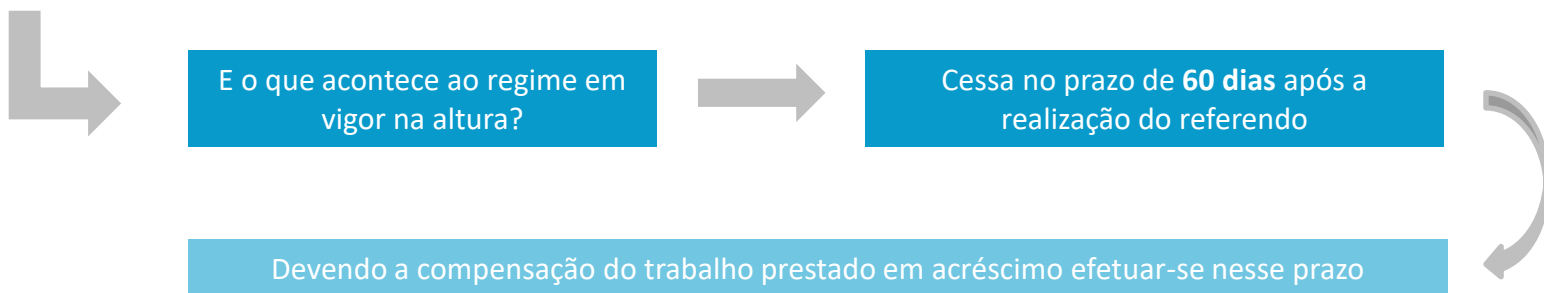 E o que acontece ao regime em
vigor na altura?
Cessa no prazo de 60 dias após a
realização do referendo
Devendo a compensação do trabalho prestado em acréscimo efetuar-se nesse prazo